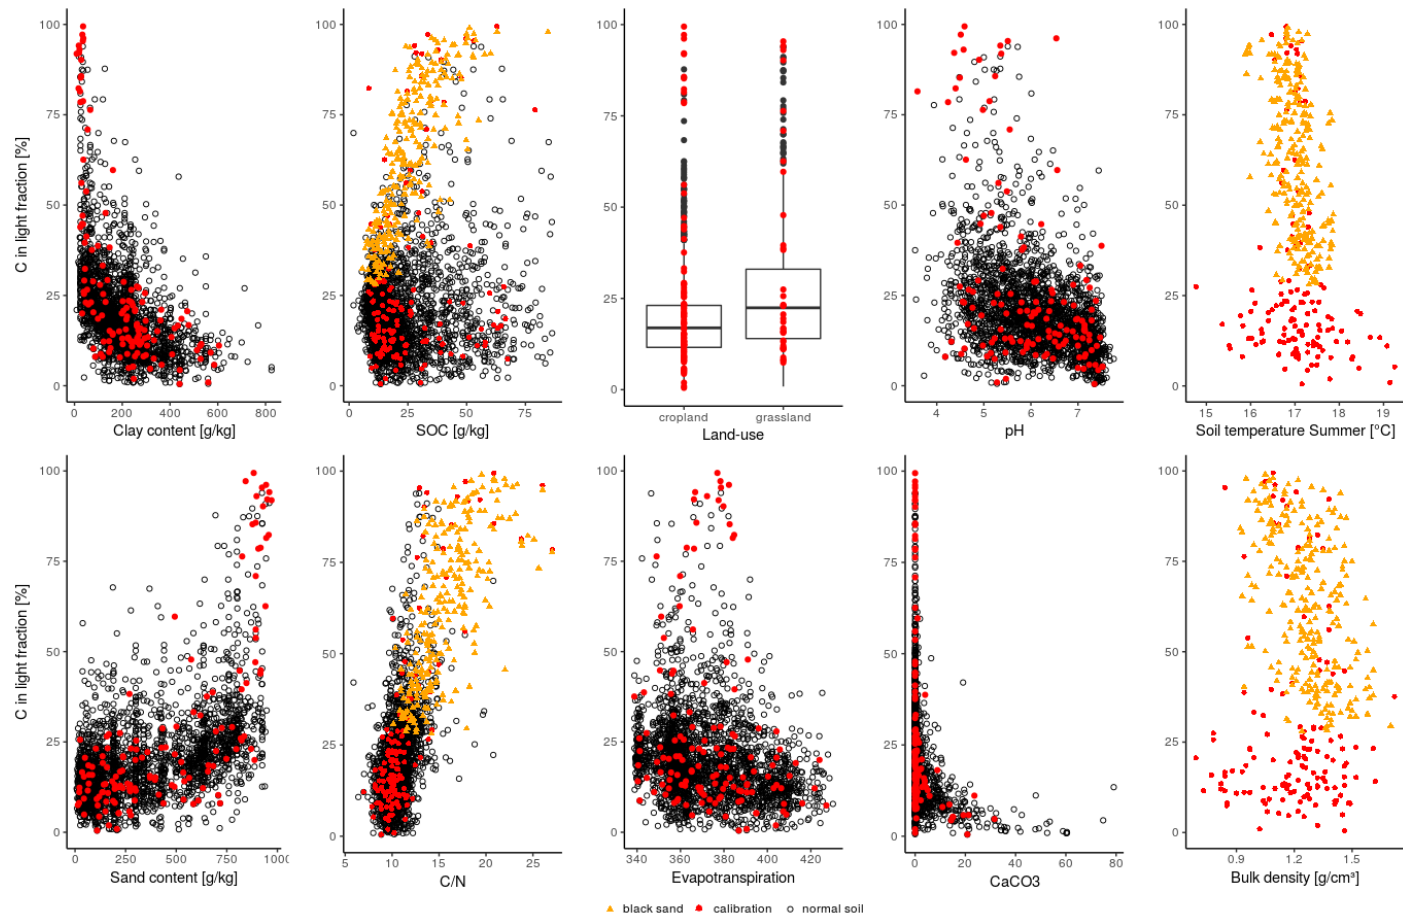 C in light fraction [%]
100
75
50
25
0
0 200 400 600 800
Clay content [g/kg]
100
75
50
25
0
0 25 50 75
SOC [g/kg]
100
75
50
25
0
cropland grassland
Land-use
100
75
50
25
0
4 5 6 7
pH
100
75
50
25
0
15 16 17 18 19
Soil temperature Summer [°C]
C in light fraction [%]
100
75
50
25
0
0 250 500 750
Sand content [g/kg]
100
75
50
25
0
5 10 15 20 25
C/N
100
75
50
25
0
340 360 380 400 420
Evapotranspiration
100
75
50
25
0
0 20 40 60 80
CaCO3
100
75
50
25
0
0.9 1.2 1.5
Bulk density [g/cm³]
black sand calibration normal soil